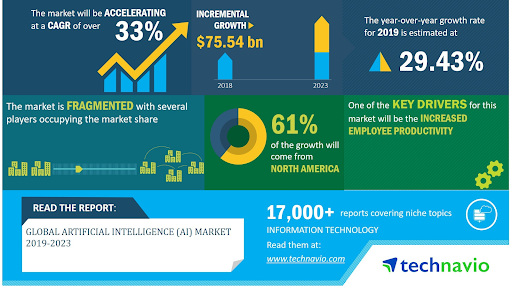 The market will be ACCELERATING
at a CAGR of over
33%
INCREMENTAL
GROWTH
$75.54 bn
2018
2023
The year-over-year growth rate
for 2019 is estimated at
29.43%
The market is FRAGMENTED with several
players occupying the market share
61%
of the growth will
come from
NORTH AMERICA
One of the KEY DRIVERS for this
market will be the INCREASED
EMPLOYEE PRODUCTIVITY
READ THE REPORT:
GLOBAL ARTIFICIAL INTELLIGENCE (AI) MARKET
2019-2023
17,000+ reports covering niche topics
INFORMATION TECHNOLOGY
Read them at:
www.technavio.com
technavio